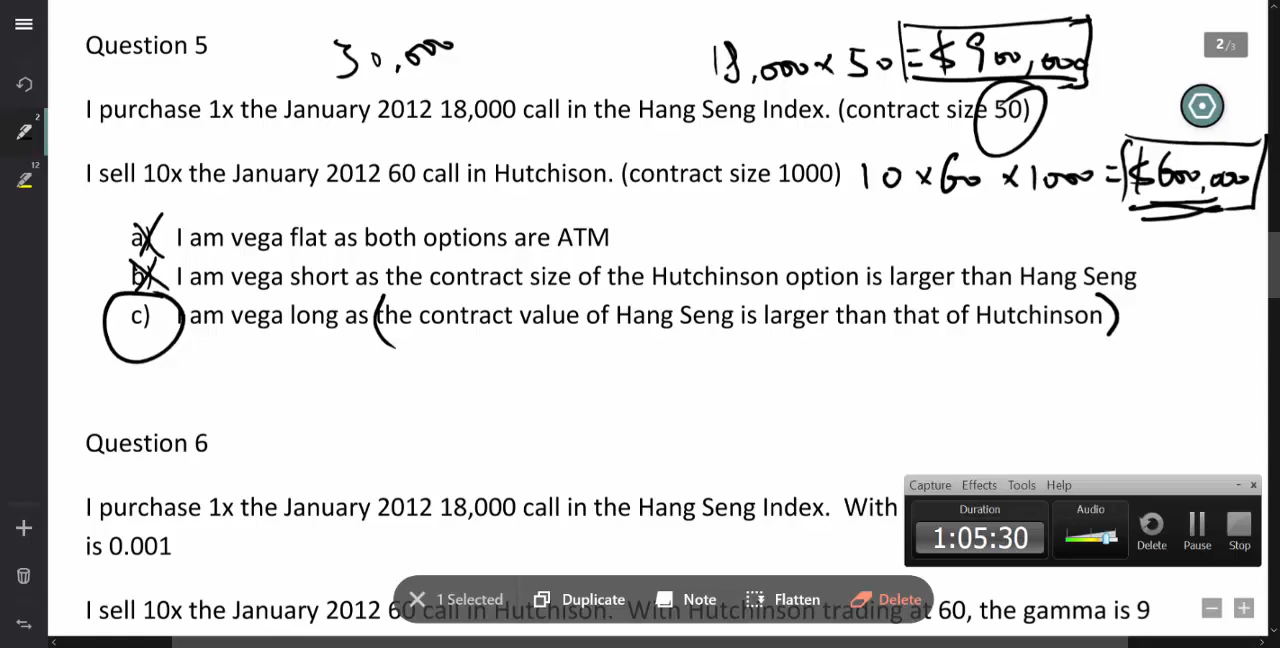 2/3
Question 5
30,000
18,000 x 50 = $900,000
I purchase 1x the January 2012 18,000 call in the Hang Seng Index. (contract size 50)
2
I sell 10x the January 2012 60 call in Hutchison. (contract size 1000)
10 x 60 x 1000 = $600,000
12
a) I am vega flat as both options are ATM
b) I am vega short as the contract size of the Hutchinson option is larger than Hang Seng
c) I am vega long as (the contract value of Hang Seng is larger than that of Hutchinson)
Question 6
I purchase 1x the January 2012 18,000 call in the Hang Seng Index. With
is 0.001
Capture Effects Tools Help
Duration
Audio
1:05:30
Delete
Pause
Stop
1 Selected
Duplicate
Note
Flatten
Delete
I sell 10x the January 2012 60 call in Hutchison. With Hutchinson trading at 60, the gamma is 9